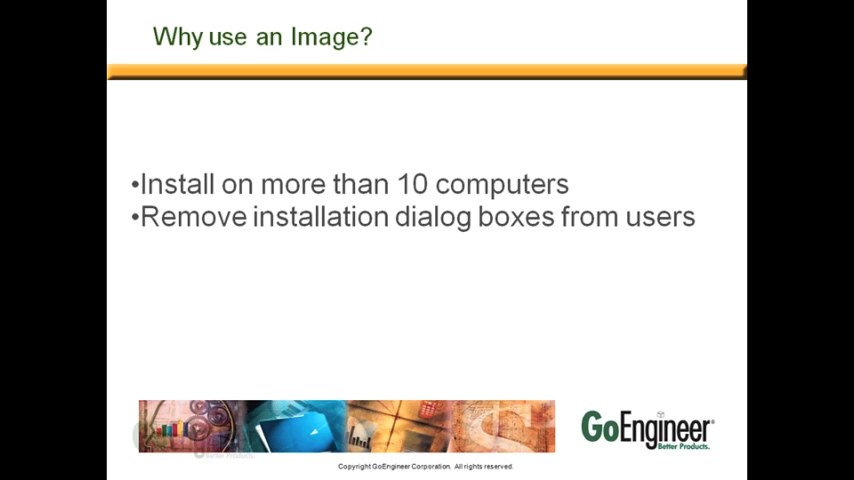 Why use an Image?
•Install on more than 10 computers
•Remove installation dialog boxes from users
GoEngineer
Better Products.
Copyright GoEngineer Corporation. All rights reserved.